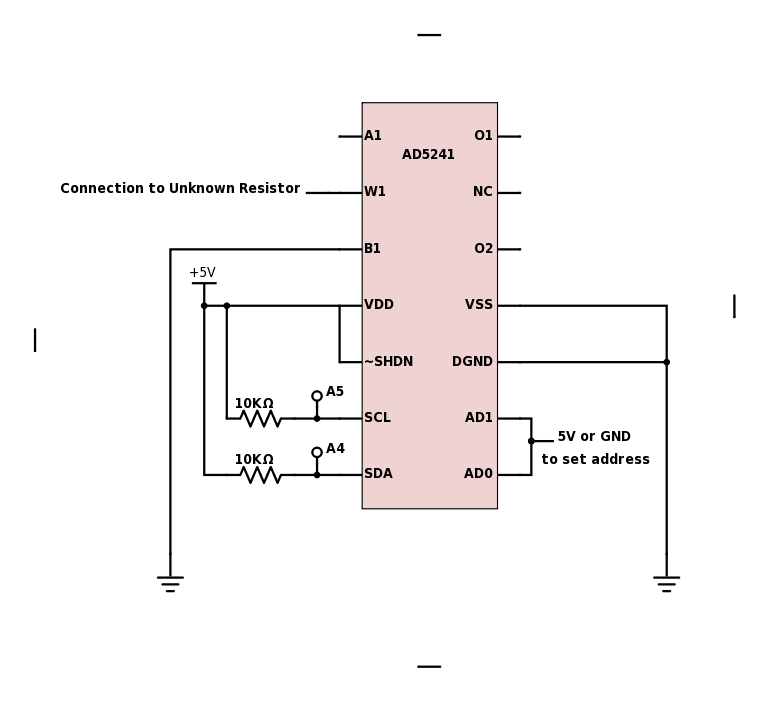 A1
O1
AD5241
Connection to Unknown Resistor
W1
NC
B1
O2
+5V
VDD
VSS
~SHDN
DGND
A5
10KΩ
SCL
AD1
5V or GND
to set address
A4
10KΩ
SDA
AD0